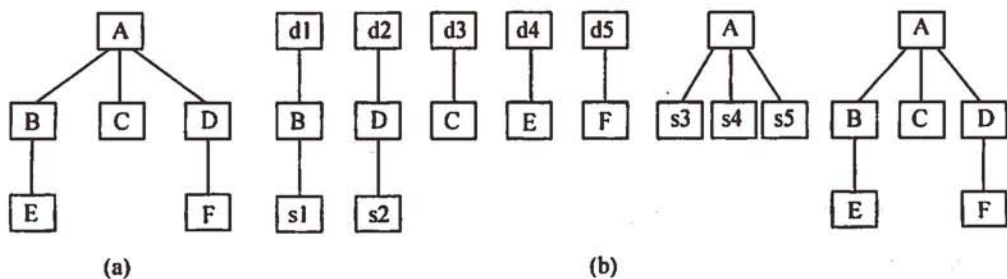 A d1 d2 d3 d4 d5 A A
B C D B D C E F s3 s4 s5 B C D
E F s1 s2 E F
(a) (b)